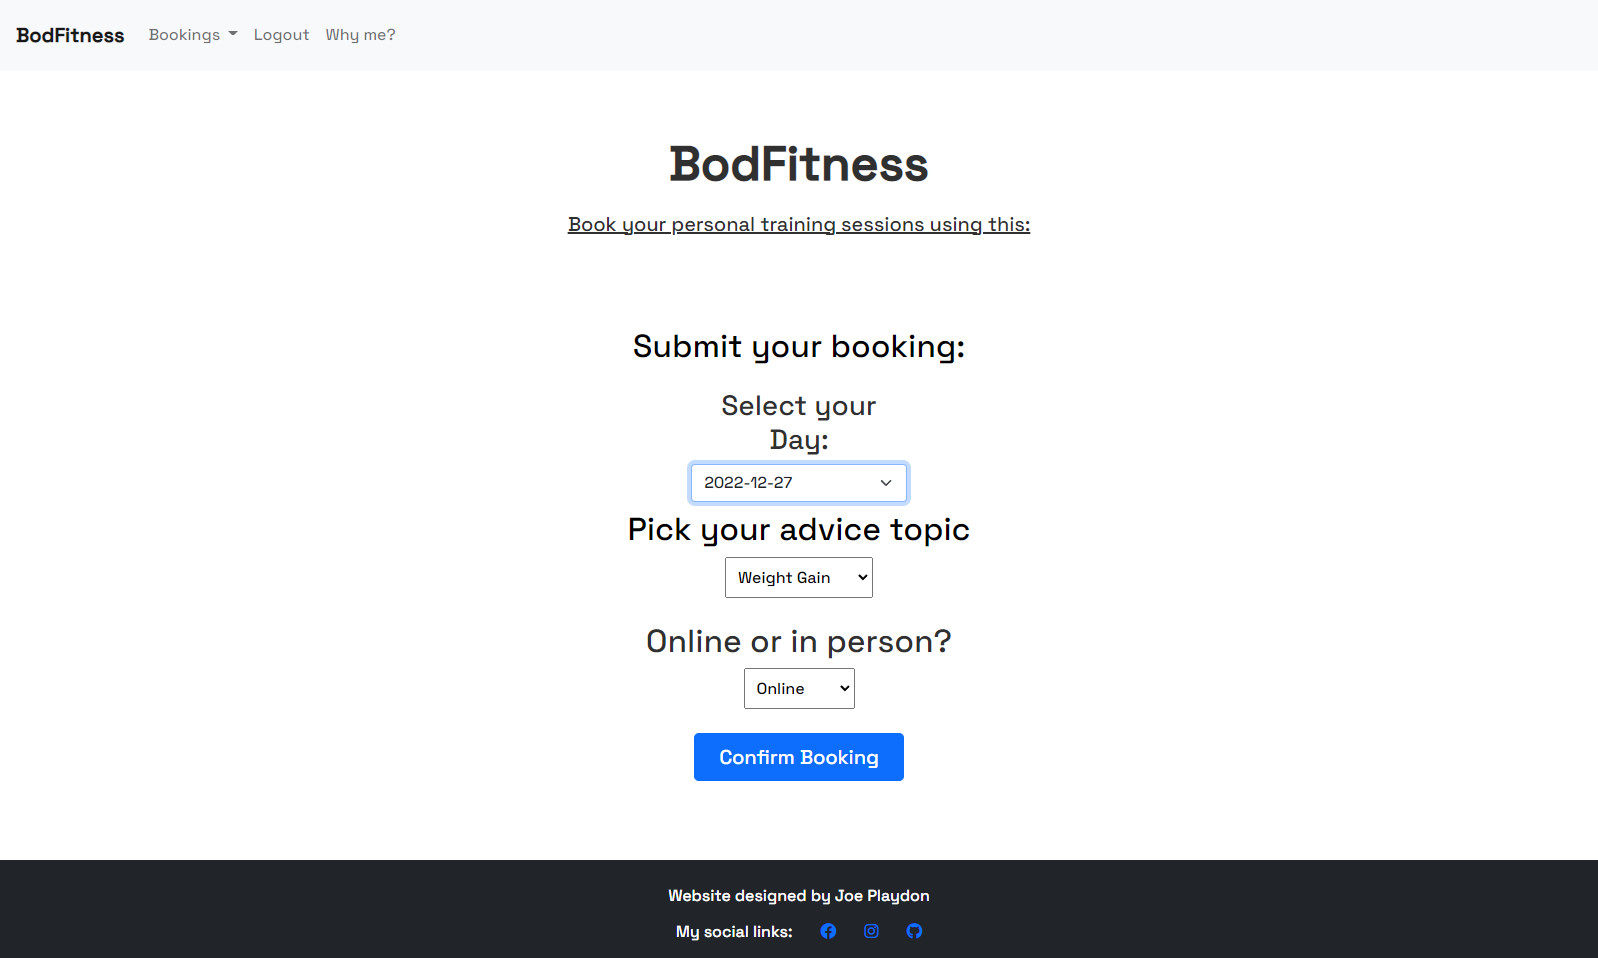 BodFitness Bookings Logout Why me?
BodFitness
Book your personal training sessions using this:
Submit your booking:
Select your
Day:
2022-12-27
Pick your advice topic
Weight Gain
Online or in person?
Online
Confirm Booking
Website designed by Joe Playdon
My social links: